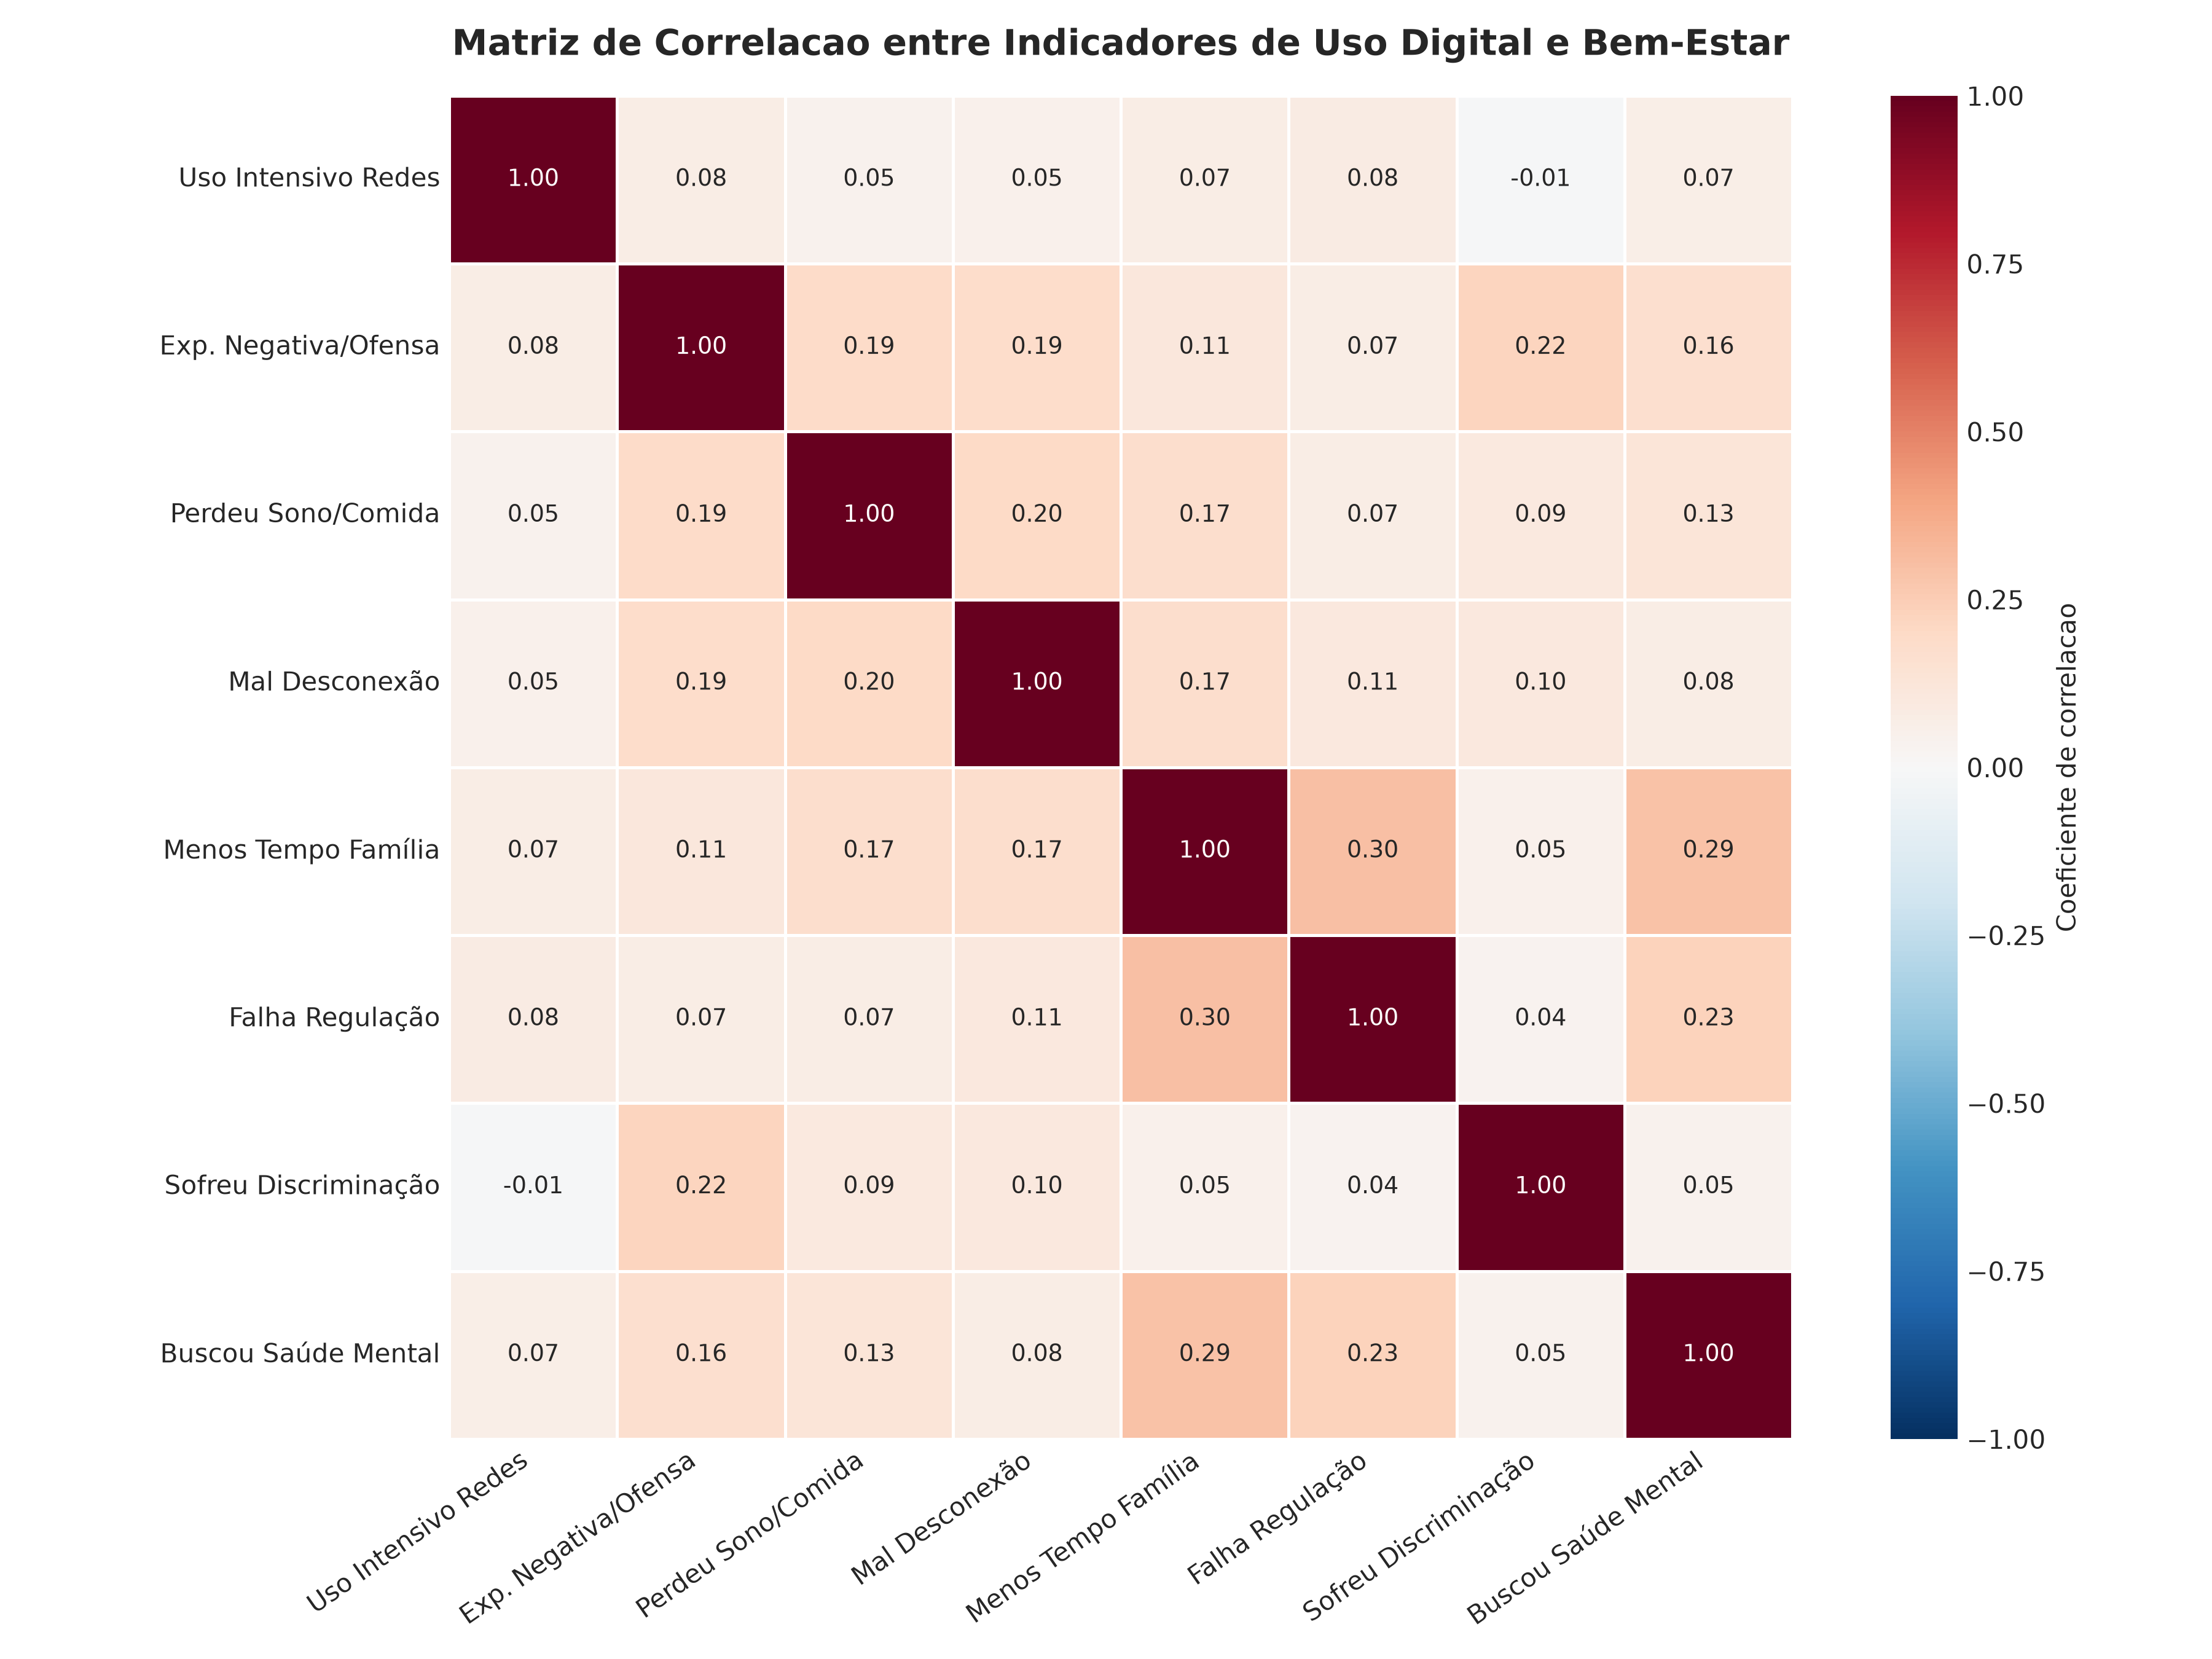 Matriz de Correlacao entre Indicadores de Uso Digital e Bem-Estar
Uso Intensivo Redes 1.00 0.08 0.05 0.05 0.07 0.08 -0.01 0.07
Exp. Negativa/Ofensa 0.08 1.00 0.19 0.19 0.11 0.07 0.22 0.16
Perdeu Sono/Comida 0.05 0.19 1.00 0.20 0.17 0.07 0.09 0.13
Mal Desconexão 0.05 0.19 0.20 1.00 0.17 0.11 0.10 0.08
Menos Tempo Família 0.07 0.11 0.17 0.17 1.00 0.30 0.05 0.29
Falha Regulação 0.08 0.07 0.07 0.11 0.30 1.00 0.04 0.23
Sofreu Discriminação -0.01 0.22 0.09 0.10 0.05 0.04 1.00 0.05
Buscou Saúde Mental 0.07 0.16 0.13 0.08 0.29 0.23 0.05 1.00
Uso Intensivo Redes
Exp. Negativa/Ofensa
Perdeu Sono/Comida
Mal Desconexão
Menos Tempo Família
Falha Regulação
Sofreu Discriminação
Buscou Saúde Mental
1.00
0.75
0.50
0.25
0.00
−0.25
−0.50
−0.75
−1.00
Coeficiente de correlacao